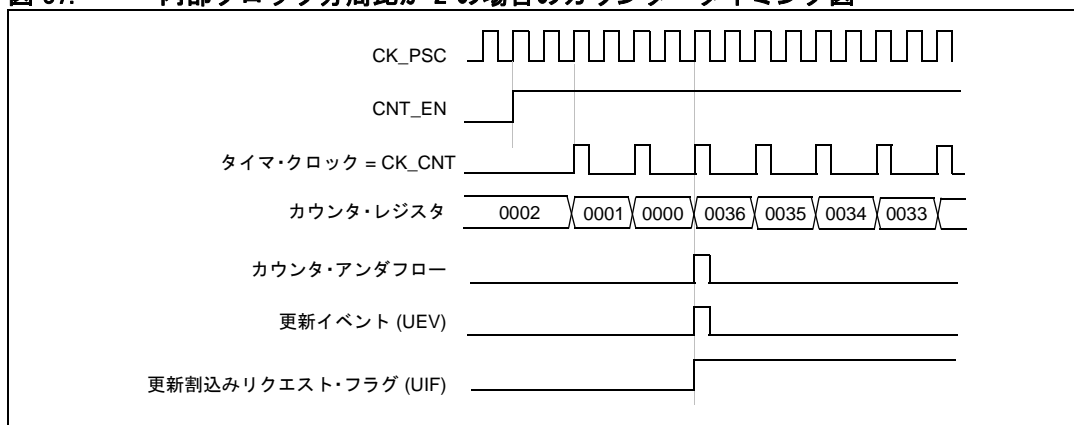 CK_PSC
CNT_EN
タイマ・クロック = CK_CNT
カウンタ・レジスタ 0002 0001 0000 0036 0035 0034 0033
カウンタ・アンダフロー
更新イベント (UEV)
更新割込みリクエスト・フラグ (UIF)